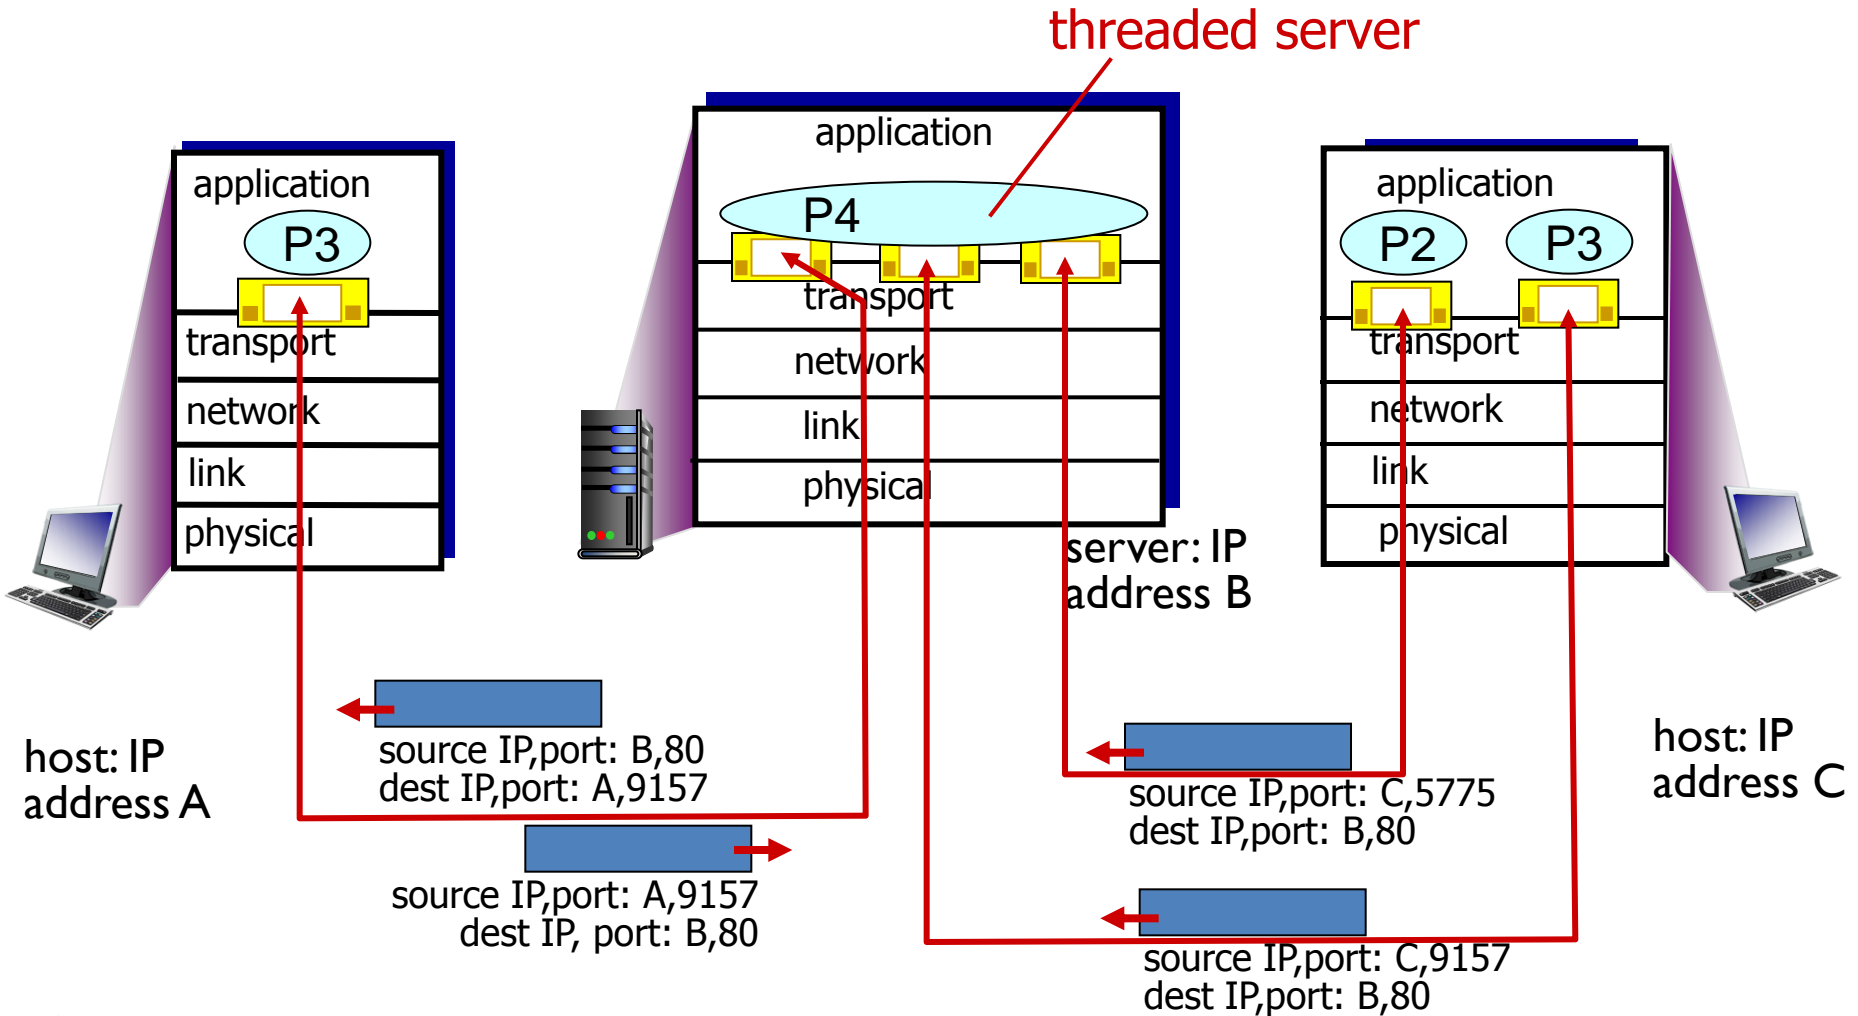 threaded server
application
P3
transport
network
link
physical
application
P4
transport
network
link
physical
application
P2
P3
transport
network
link
physical
server: IP
address B
host: IP
address A
source IP,port: B,80
dest IP,port: A,9157
source IP,port: A,9157
dest IP, port: B,80
source IP,port: C,5775
dest IP,port: B,80
source IP,port: C,9157
dest IP,port: B,80
host: IP
address C